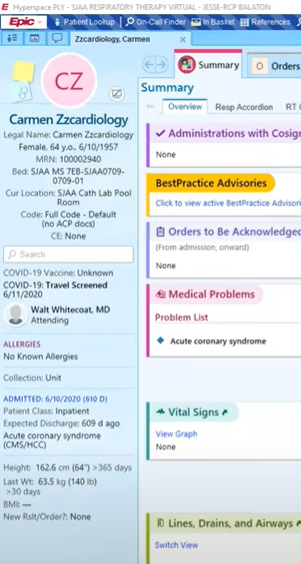 Hyperspace PLY - SJAA RESPIRATORY THERAPY VIRTUAL - JESSE-RCP BALATON
Epic Patient Lookup On-Call Finder In Basket References
Zzcardiology, Carmen
CZ
Carmen Zzcardiology
Legal Name: Carmen Zzcardiology
Female, 64 y.o., 6/10/1957
MRN: 100002940
Bed: SJAA MS 7EB-SJAA0709-
0709-01
Cur Location: SJAA Cath Lab Pool
Room
Code: Full Code - Default
(no ACP docs)
CE: None
Search
COVID-19 Vaccine: Unknown
COVID-19: Travel Screened
6/11/2020
Walt Whitecoat, MD
Attending
ALLERGIES
No Known Allergies
Collection: Unit
ADMITTED: 6/10/2020 (610 D)
Patient Class: Inpatient
Expected Discharge: 609 d ago
Acute coronary syndrome
(CMS/HCC)
Height: 162.6 cm (64") >365 days
Last Wt: 63.5 kg (140 lb)
>30 days
BMI: —
New Rslt/Order?: None
Summary Orders
Summary
Overview Resp Accordion RT
Administrations with Cosign
None
BestPractice Advisories
Click to view active BestPractice Advisori
Orders to Be Acknowledged
(From admission, onward)
None
Medical Problems
Problem List
Acute coronary syndrome
Vital Signs
View Graph
None
Lines, Drains, and Airways
Switch View